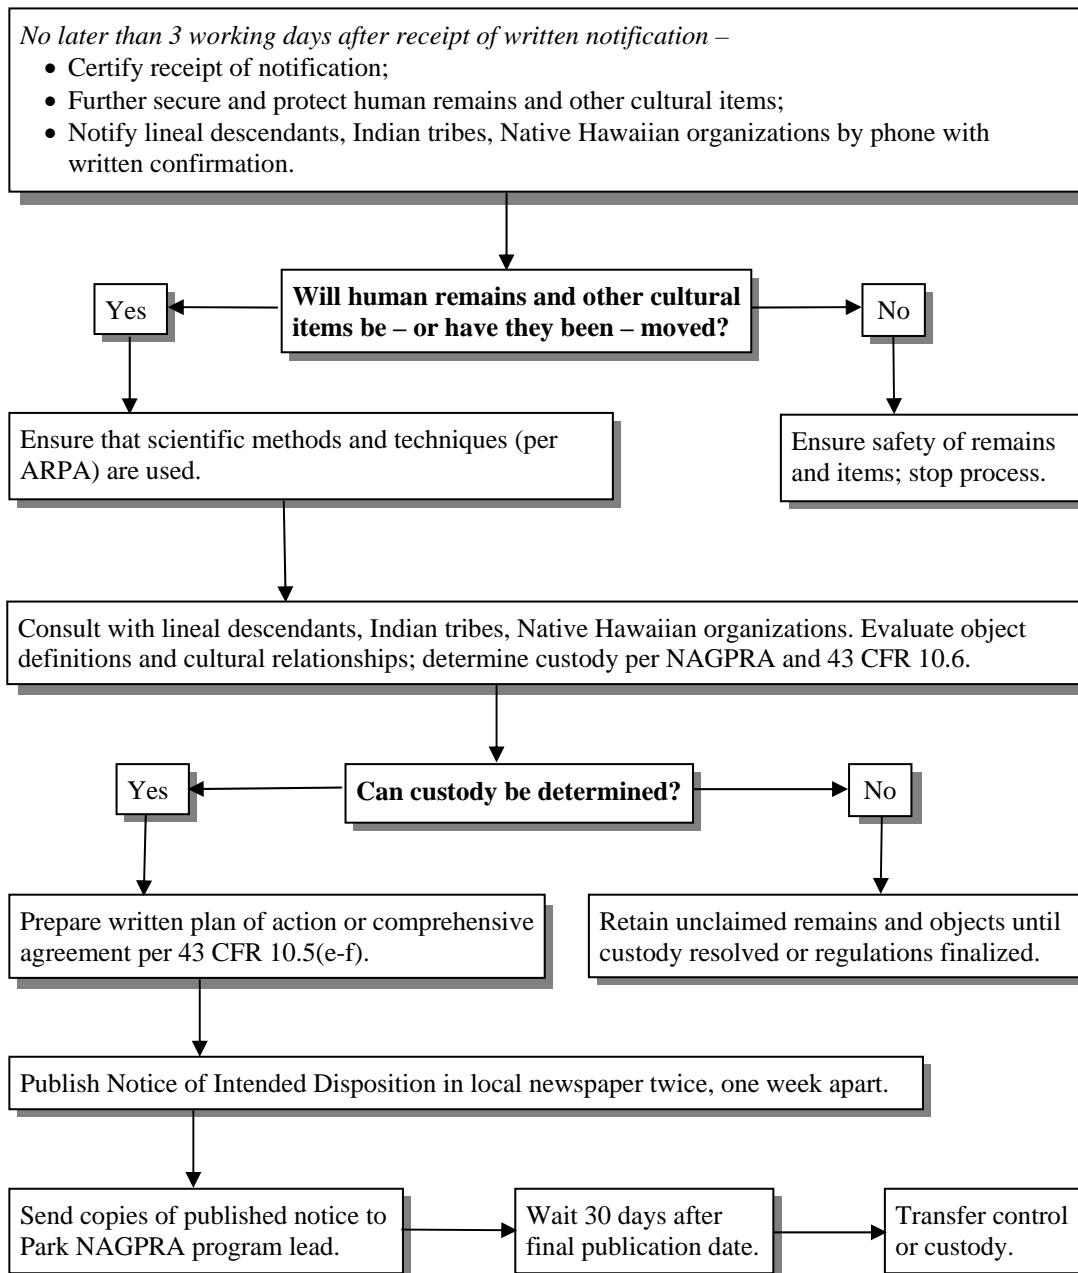 No later than 3 working days after receipt of written notification –
• Certify receipt of notification;
• Further secure and protect human remains and other cultural items;
• Notify lineal descendants, Indian tribes, Native Hawaiian organizations by phone with
written confirmation.
Yes
Will human remains and other cultural
items be – or have they been – moved?
No
Ensure that scientific methods and techniques (per
ARPA) are used.
Ensure safety of remains
and items; stop process.
Consult with lineal descendants, Indian tribes, Native Hawaiian organizations. Evaluate object
definitions and cultural relationships; determine custody per NAGPRA and 43 CFR 10.6.
Yes
Can custody be determined?
No
Prepare written plan of action or comprehensive
agreement per 43 CFR 10.5(e-f).
Retain unclaimed remains and objects until
custody resolved or regulations finalized.
Publish Notice of Intended Disposition in local newspaper twice, one week apart.
Send copies of published notice to
Park NAGPRA program lead.
Wait 30 days after
final publication date.
Transfer control
or custody.